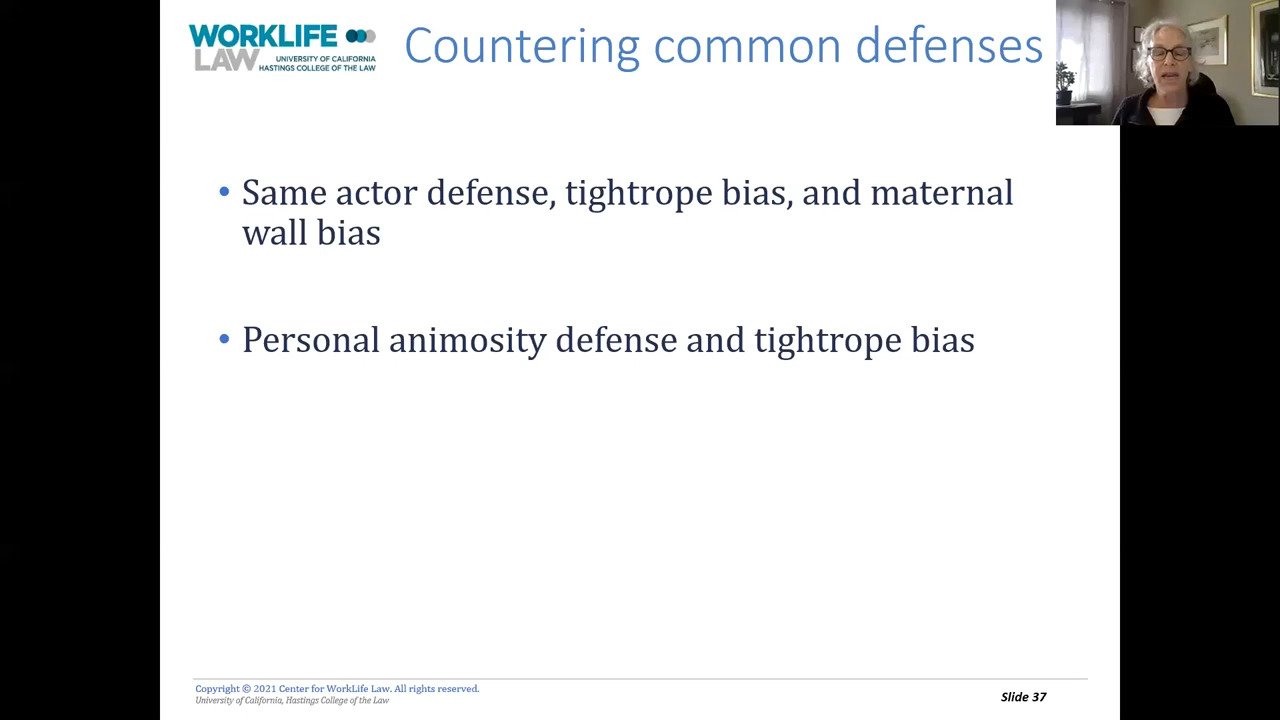 WORKLIFE
LAW
UNIVERSITY OF CALIFORNIA
HASTINGS COLLEGE OF THE LAW
Countering common defenses
• Same actor defense, tightrope bias, and maternal
wall bias
• Personal animosity defense and tightrope bias
Copyright © 2021 Center for WorkLife Law. All rights reserved.
University of California, Hastings College of the Law
Slide 37